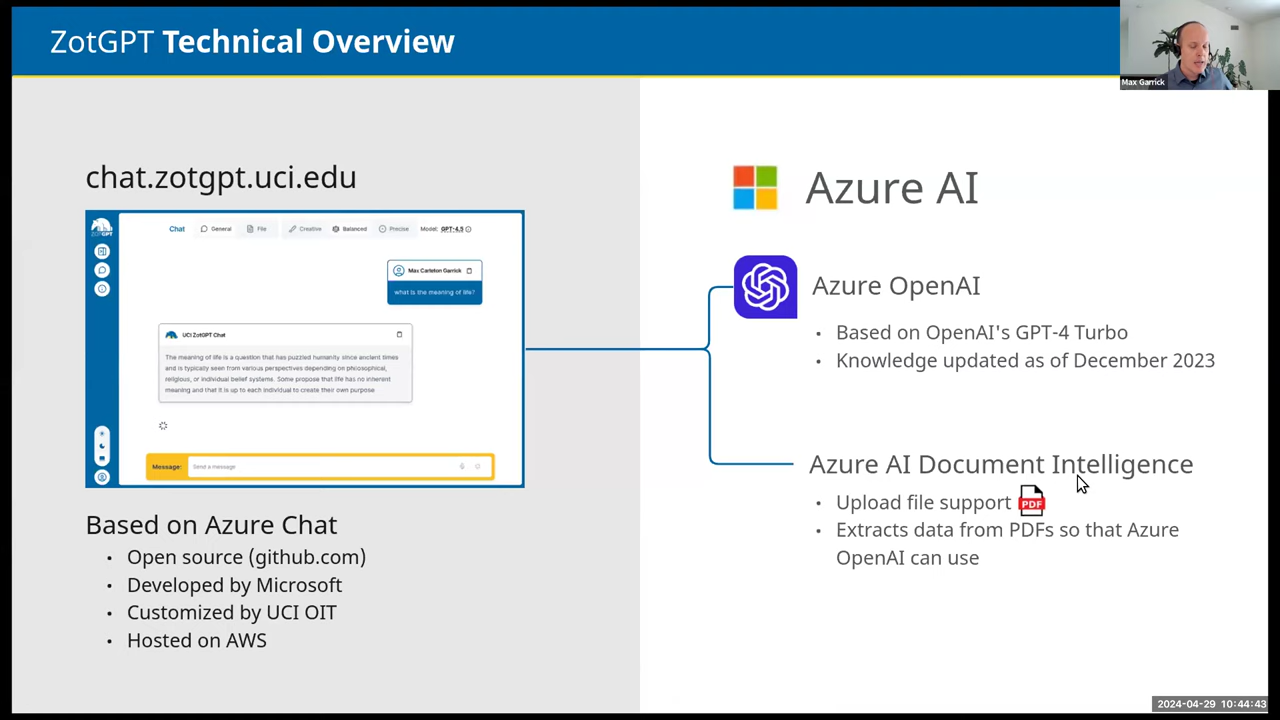 ZotGPT Technical Overview
Max Garrick
chat.zotgpt.uci.edu
ZOTGPT
Chat General File Creative Balanced Precise Model: GPT-4.5
Max Carleton Garrick
what is the meaning of life?
UCI ZotGPT Chat
The meaning of life is a question that has puzzled humanity since ancient times
and is typically seen from various perspectives depending on philosophical,
religious, or individual belief systems. Some propose that life has no inherent
meaning and that it is up to each individual to create their own purpose
Message: Send a message
Based on Azure Chat
• Open source (github.com)
• Developed by Microsoft
• Customized by UCI OIT
• Hosted on AWS
Azure AI
Azure OpenAI
• Based on OpenAI's GPT-4 Turbo
• Knowledge updated as of December 2023
Azure AI Document Intelligence
• Upload file support PDF
• Extracts data from PDFs so that Azure
OpenAI can use
2024-04-29 10:44:43